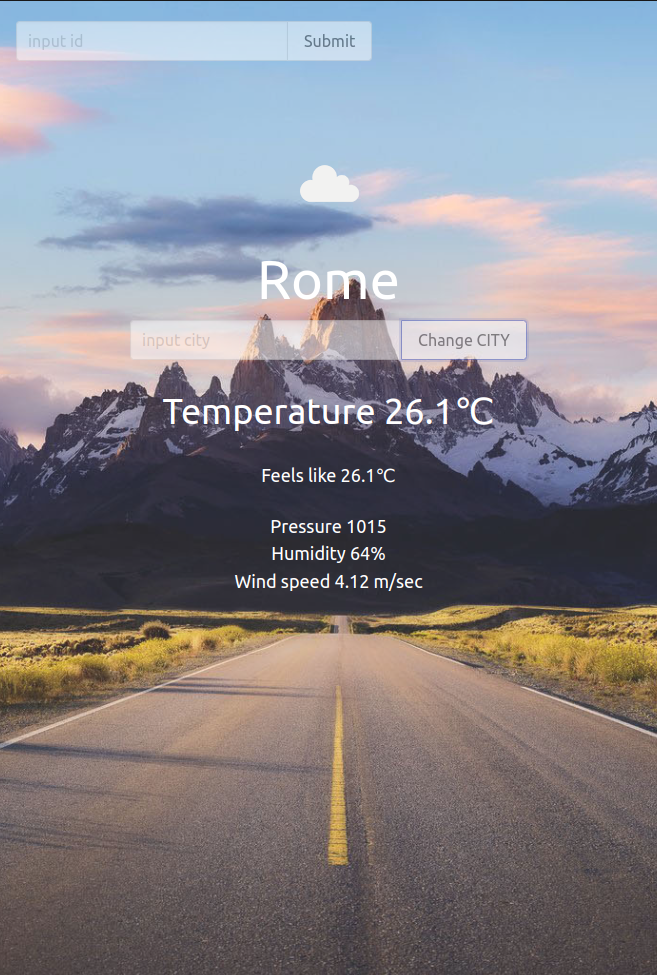 input id Submit
Rome
input city Change CITY
Temperature 26.1℃
Feels like 26.1℃
Pressure 1015
Humidity 64%
Wind speed 4.12 m/sec